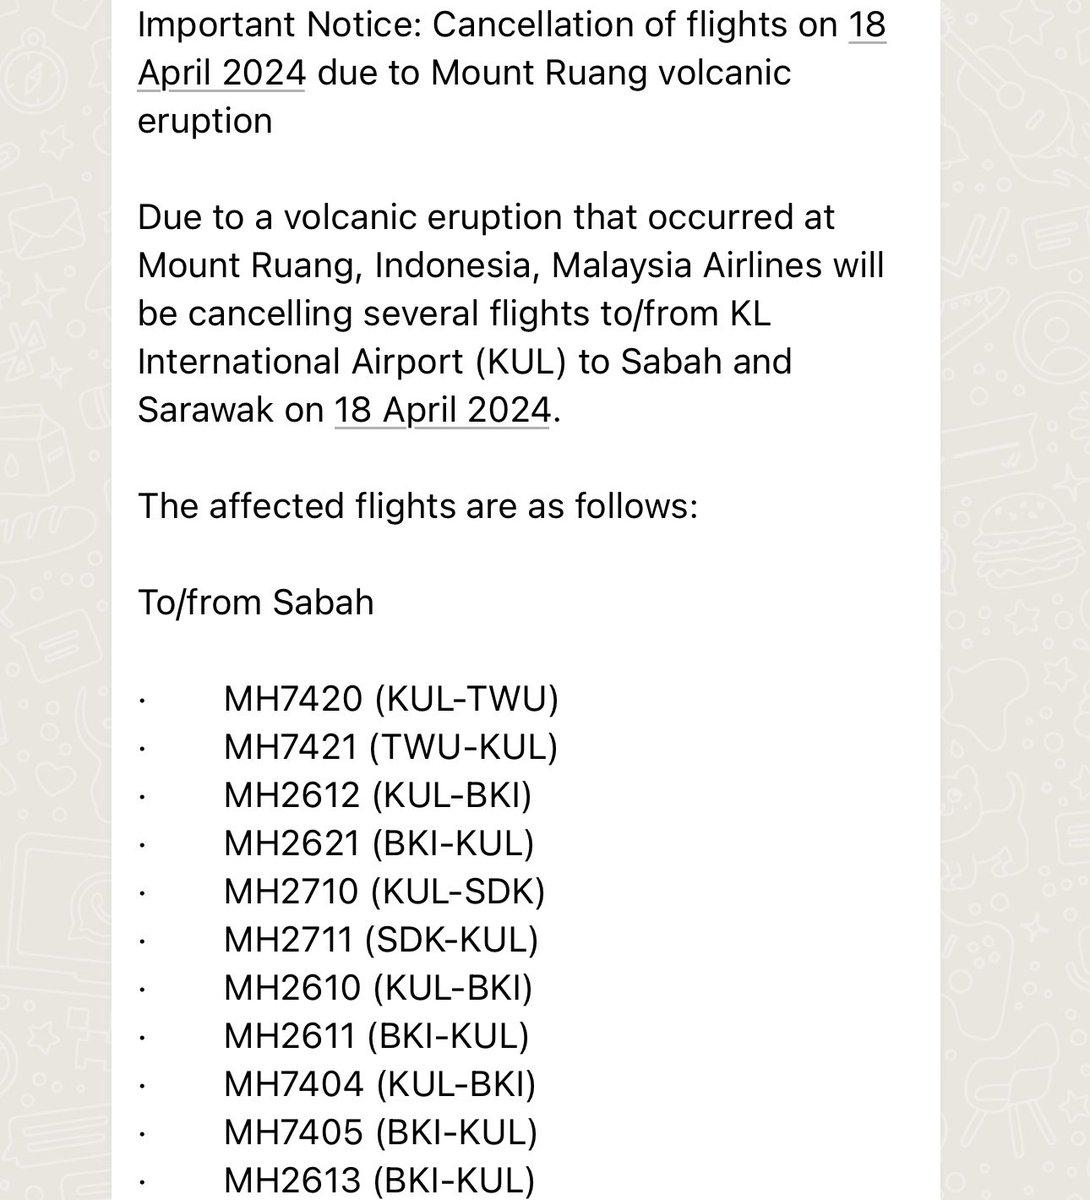 Important Notice: Cancellation of flights on 18
April 2024 due to Mount Ruang volcanic
eruption
Due to a volcanic eruption that occurred at
Mount Ruang, Indonesia, Malaysia Airlines will
be cancelling several flights to/from KL
International Airport (KUL) to Sabah and
Sarawak on 18 April 2024.
The affected flights are as follows:
To/from Sabah
· MH7420 (KUL-TWU)
· MH7421 (TWU-KUL)
· MH2612 (KUL-BKI)
· MH2621 (BKI-KUL)
· MH2710 (KUL-SDK)
· MH2711 (SDK-KUL)
· MH2610 (KUL-BKI)
· MH2611 (BKI-KUL)
· MH7404 (KUL-BKI)
· MH7405 (BKI-KUL)
· MH2613 (BKI-KUL)